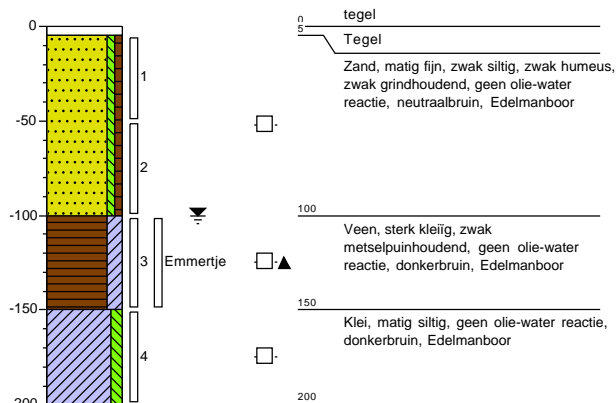 0
-50
-100
-150
-200
1
2
3
Emmertje
4
0
tegel
5
Tegel
Zand, matig fijn, zwak siltig, zwak humeus,
zwak grindhoudend, geen olie-water
reactie, neutraalbruin, Edelmanboor
100
Veen, sterk kleiïg, zwak
metselpuinhoudend, geen olie-water
reactie, donkerbruin, Edelmanboor
150
Klei, matig siltig, geen olie-water reactie,
donkerbruin, Edelmanboor
200